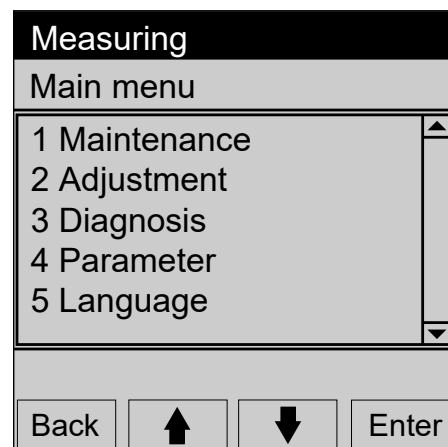 Measuring
Main menu
1 Maintenance
2 Adjustment
3 Diagnosis
4 Parameter
5 Language
Back Enter